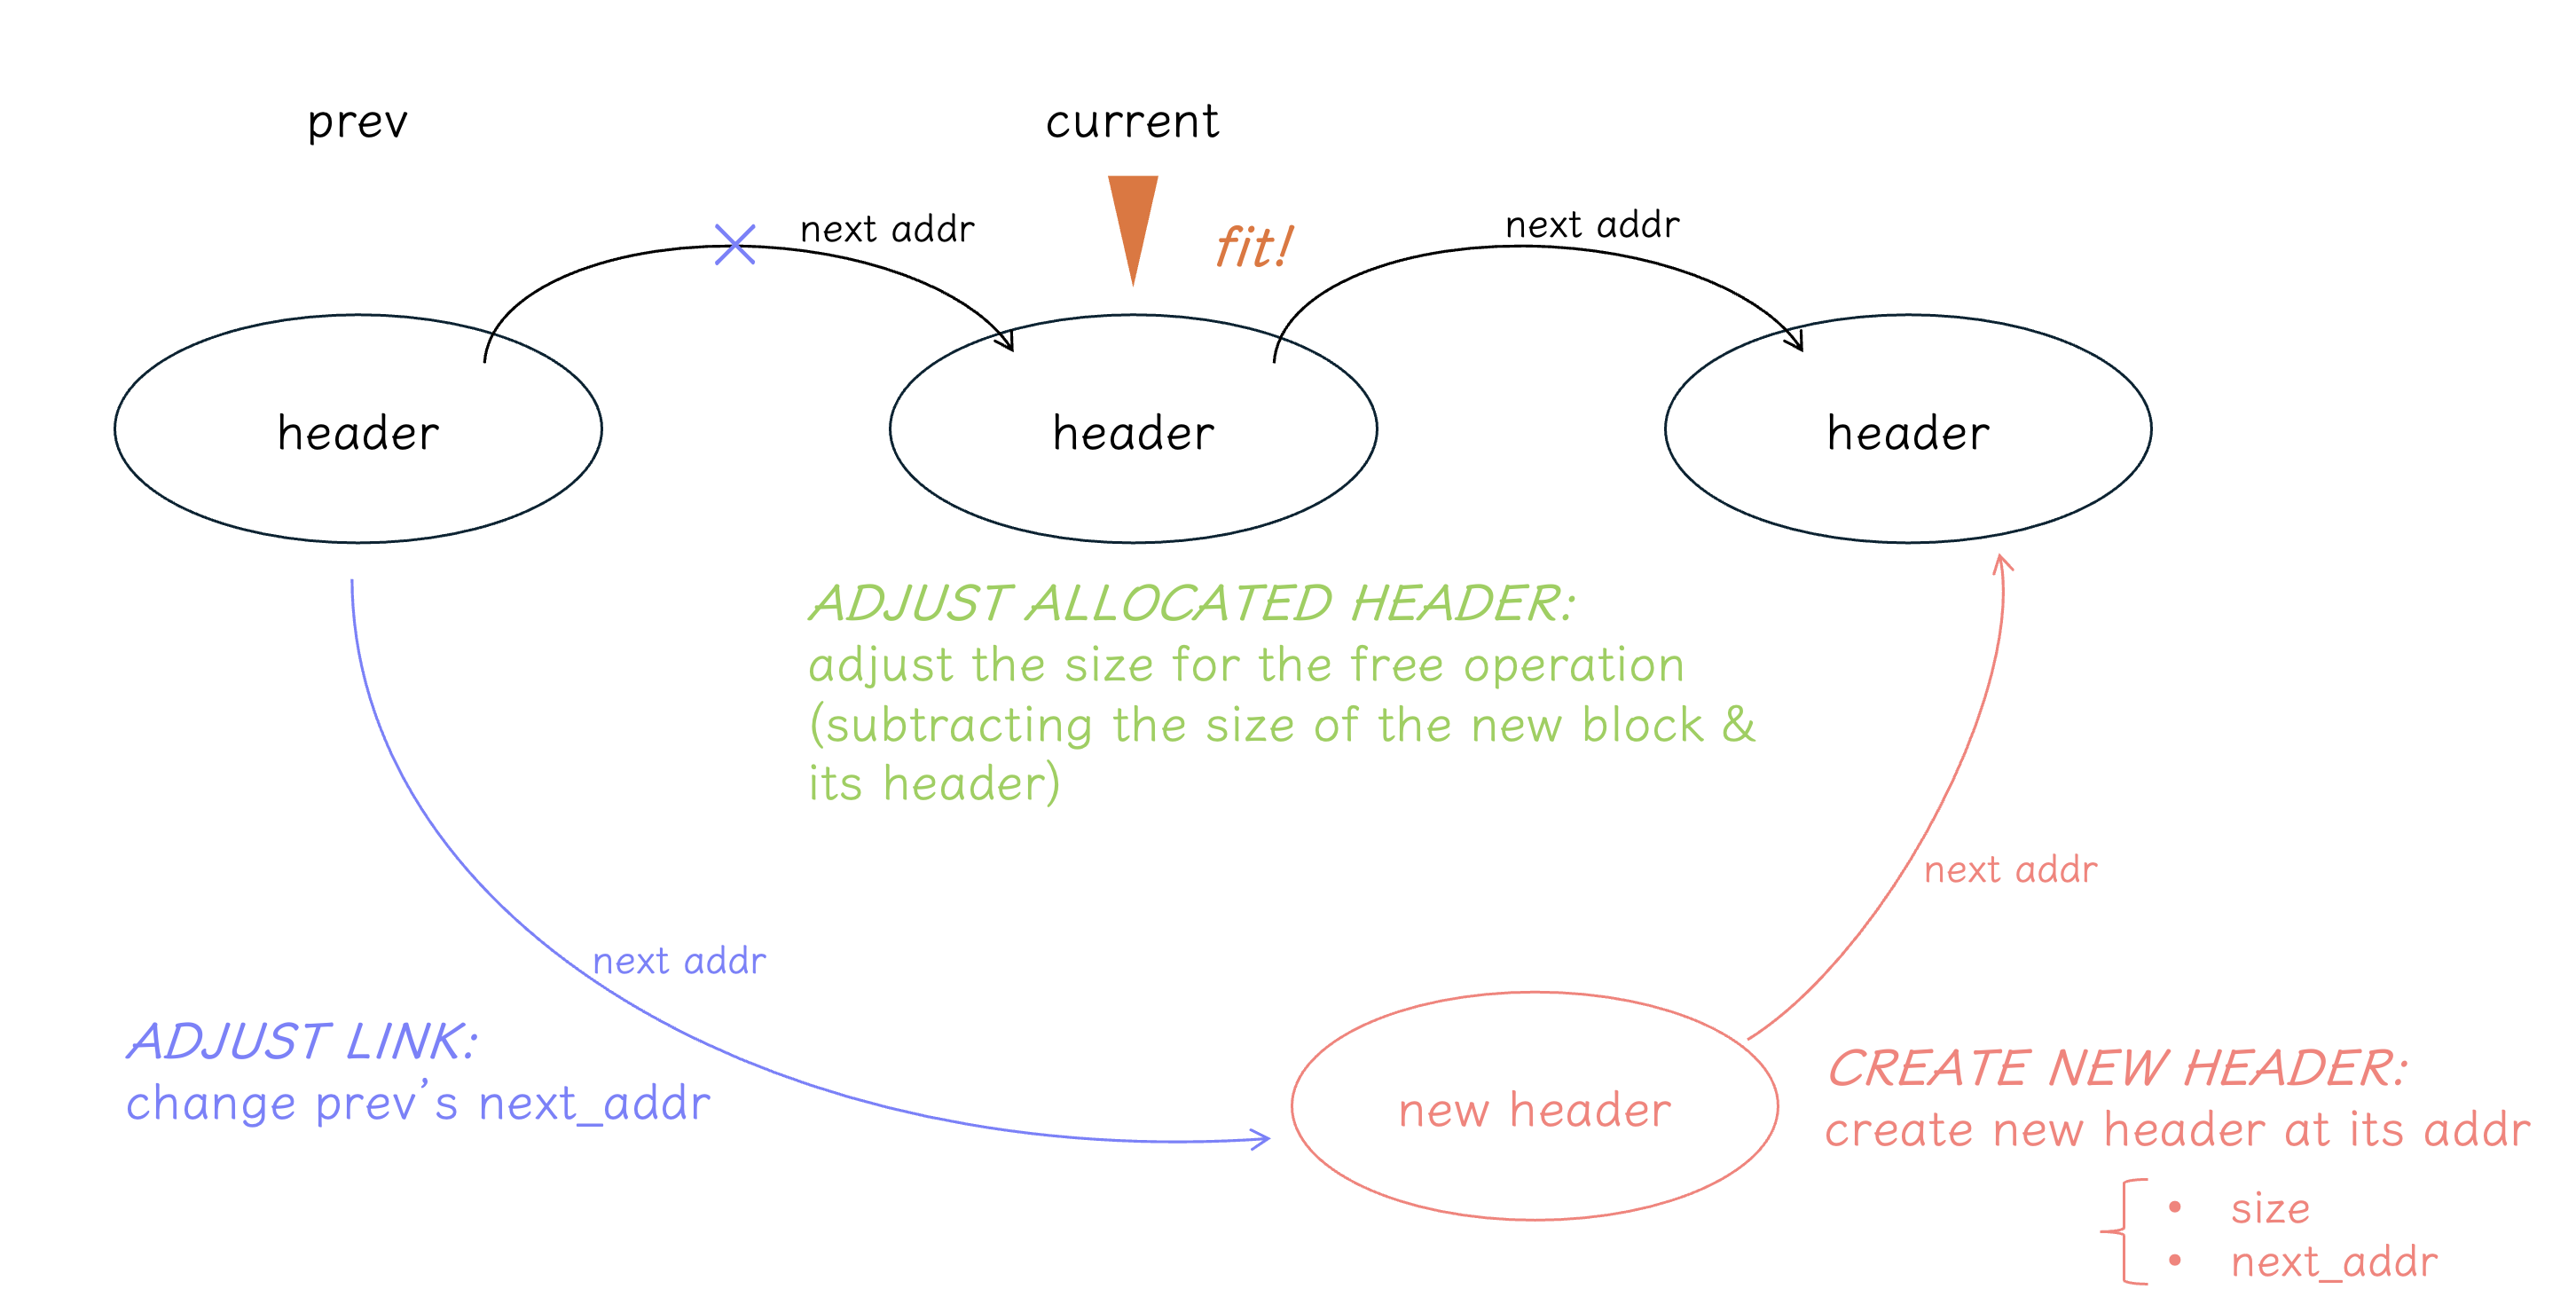 prev
current
next addr
fit!
next addr
header
header
header
ADJUST ALLOCATED HEADER:
adjust the size for the free operation
(subtracting the size of the new block &
its header)
next addr
next addr
ADJUST LINK:
change prev's next_addr
new header
CREATE NEW HEADER:
create new header at its addr
• size
• next_addr